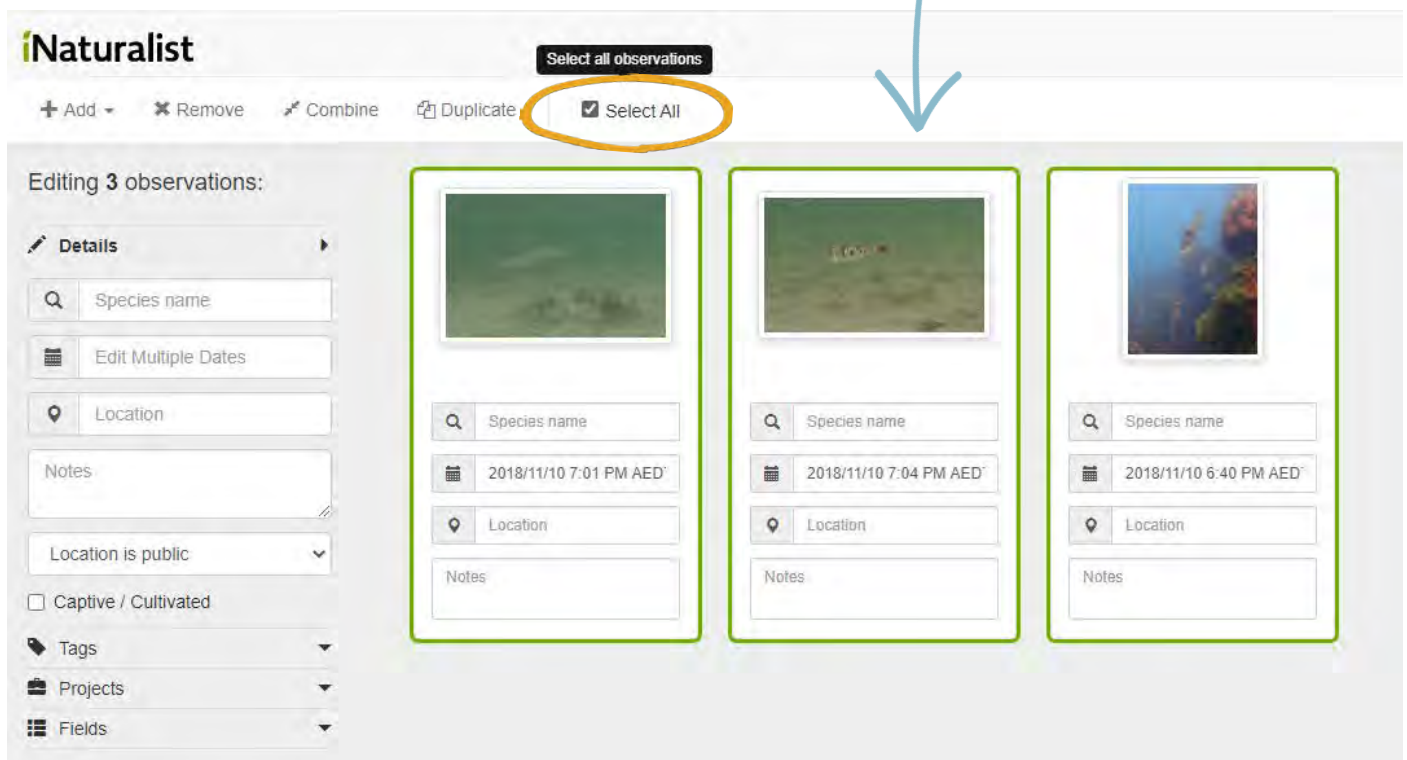 iNaturalist
Select all observations
Add
Remove
Combine
Duplicate
Select All
Editing 3 observations:
Details
Species name
Edit Multiple Dates
Location
Notes
Location is public
Captive / Cultivated
Tags
Projects
Fields
Species name
2018/11/10 7:01 PM AED
Location
Notes
Species name
2018/11/10 7:04 PM AED
Location
Notes
Species name
2018/11/10 6:40 PM AED
Location
Notes